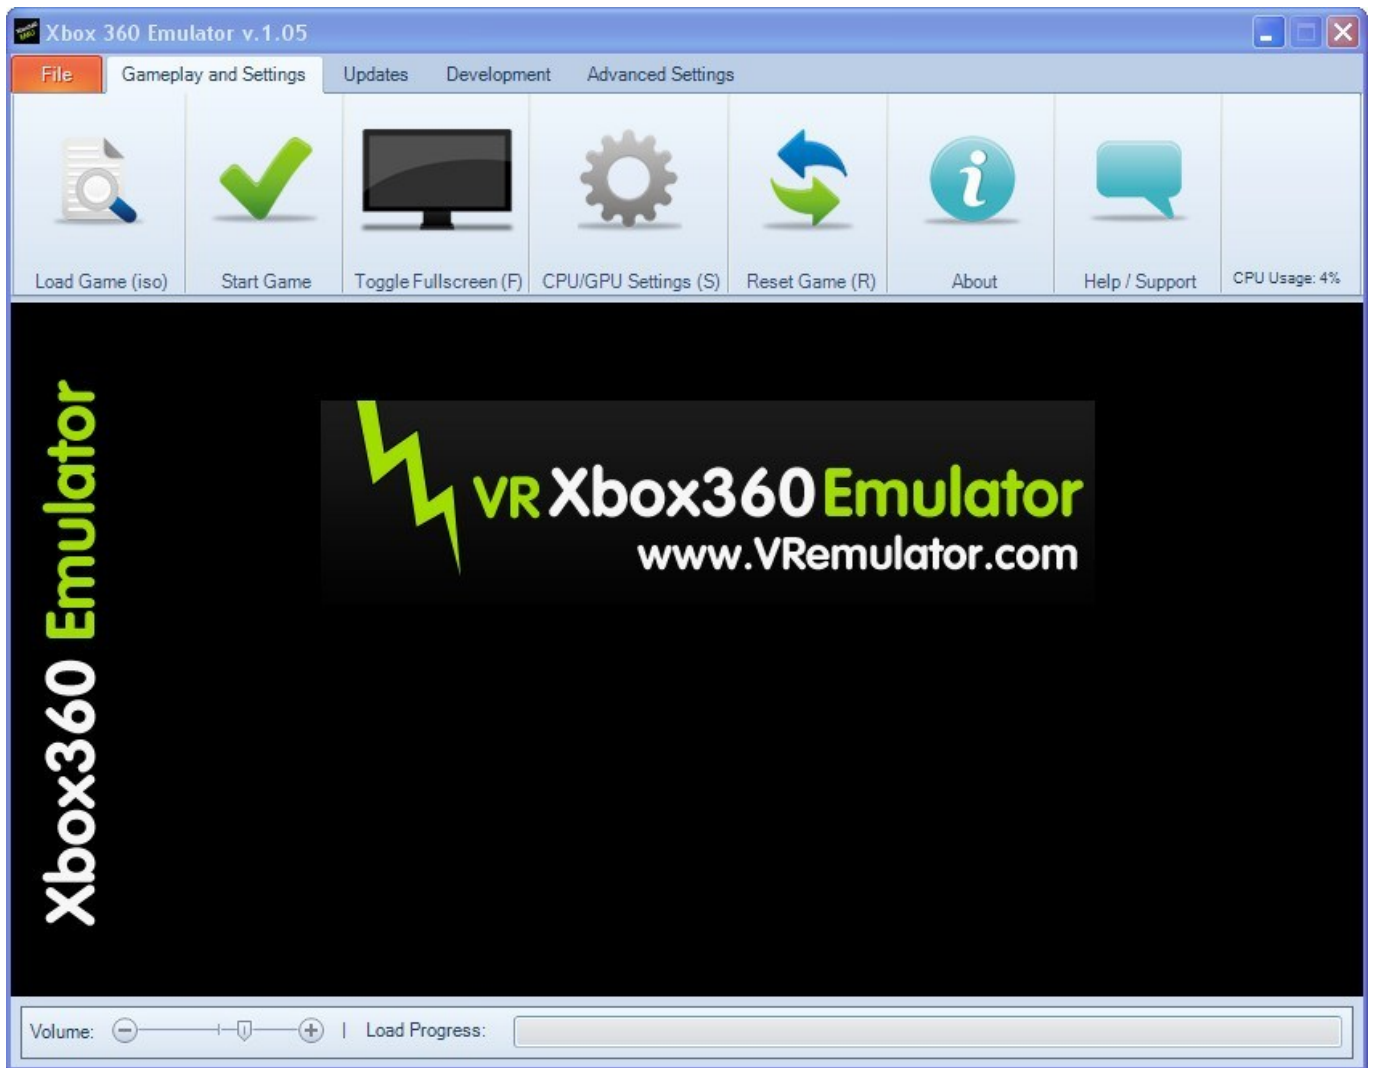 Xbox 360 Emulator v.1.05
File Gameplay and Settings Updates Development Advanced Settings
Load Game (iso) Start Game Toggle Fullscreen (F) CPU/GPU Settings (S) Reset Game (R) About Help / Support CPU Usage: 4%
VR Xbox360 Emulator
www.VRemulator.com
Xbox360 Emulator
Volume: | Load Progress: